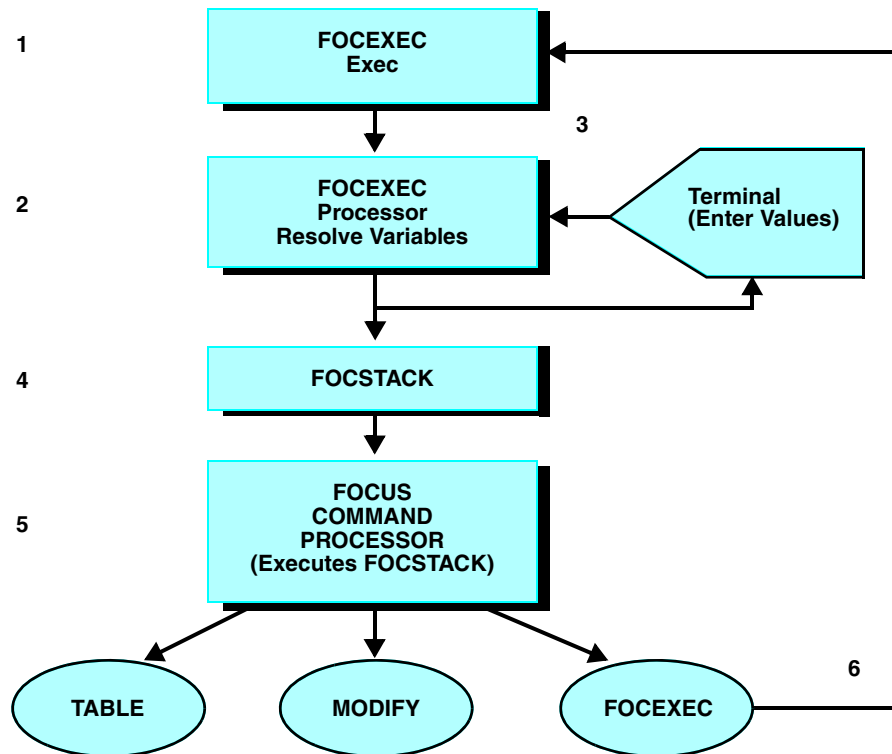 1
FOCEXEC
Exec
3
2
FOCEXEC
Processor
Resolve Variables
Terminal
(Enter Values)
4
FOCSTACK
5
FOCUS
COMMAND
PROCESSOR
(Executes FOCSTACK)
6
TABLE
MODIFY
FOCEXEC